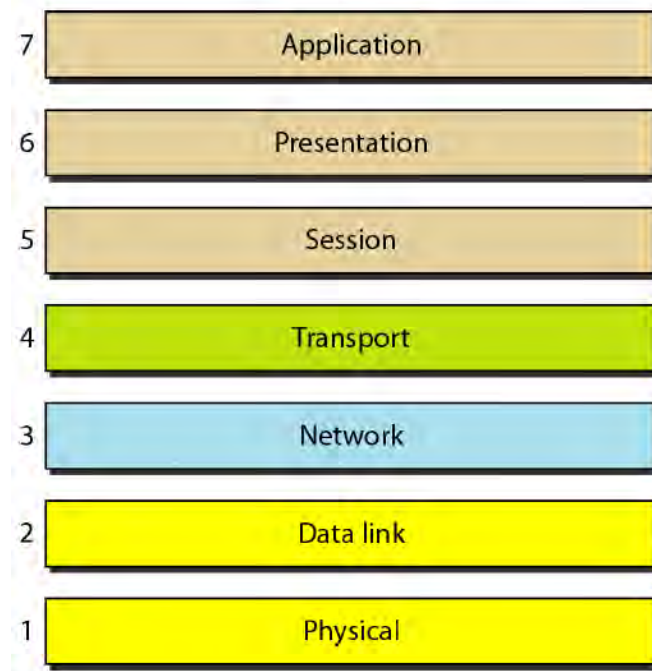 7 Application
6 Presentation
5 Session
4 Transport
3 Network
2 Data link
1 Physical